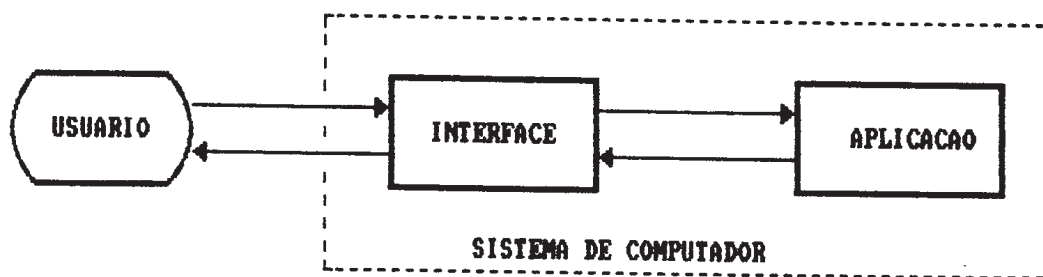 USUARIO
INTERFACE
APLICACAO
SISTEMA DE COMPUTADOR